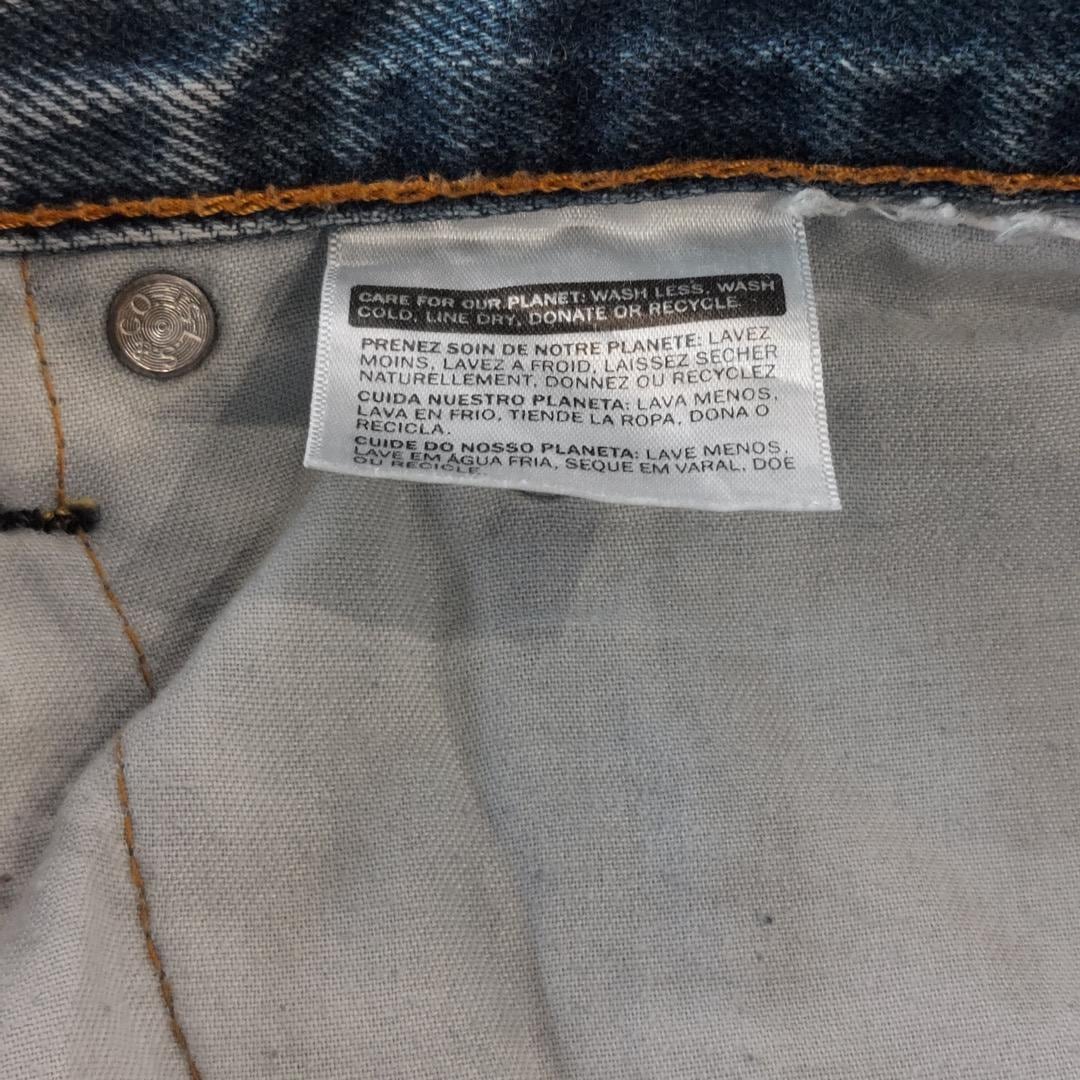 CARE FOR OUR PLANET: WASH LESS, WASH
COLD, LINE DRY, DONATE OR RECYCLE.
PRENEZ SOIN DE NOTRE PLANETE: LAVEZ
MOINS, LAVEZ A FROID, LAISSEZ SECHER
NATURELLEMENT, DONNEZ OU RECYCLEZ
CUIDA NUESTRO PLANETA: LAVA MENOS,
LAVA EN FRIO, TIENDE LA ROPA, DONA O
RECICLA.
CUIDE DO NOSSO PLANETA: LAVE MENOS,
LAVE EM ÁGUA FRIA, SEQUE EM VARAL, DOE
OU RECICLE.